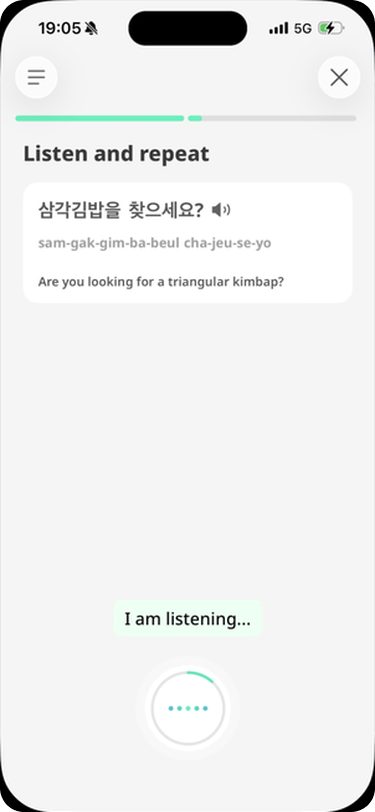 19:05
5G
Listen and repeat
삼각김밥을 찾으세요?
sam-gak-gim-ba-beul cha-jeu-se-yo
Are you looking for a triangular kimbap?
I am listening...